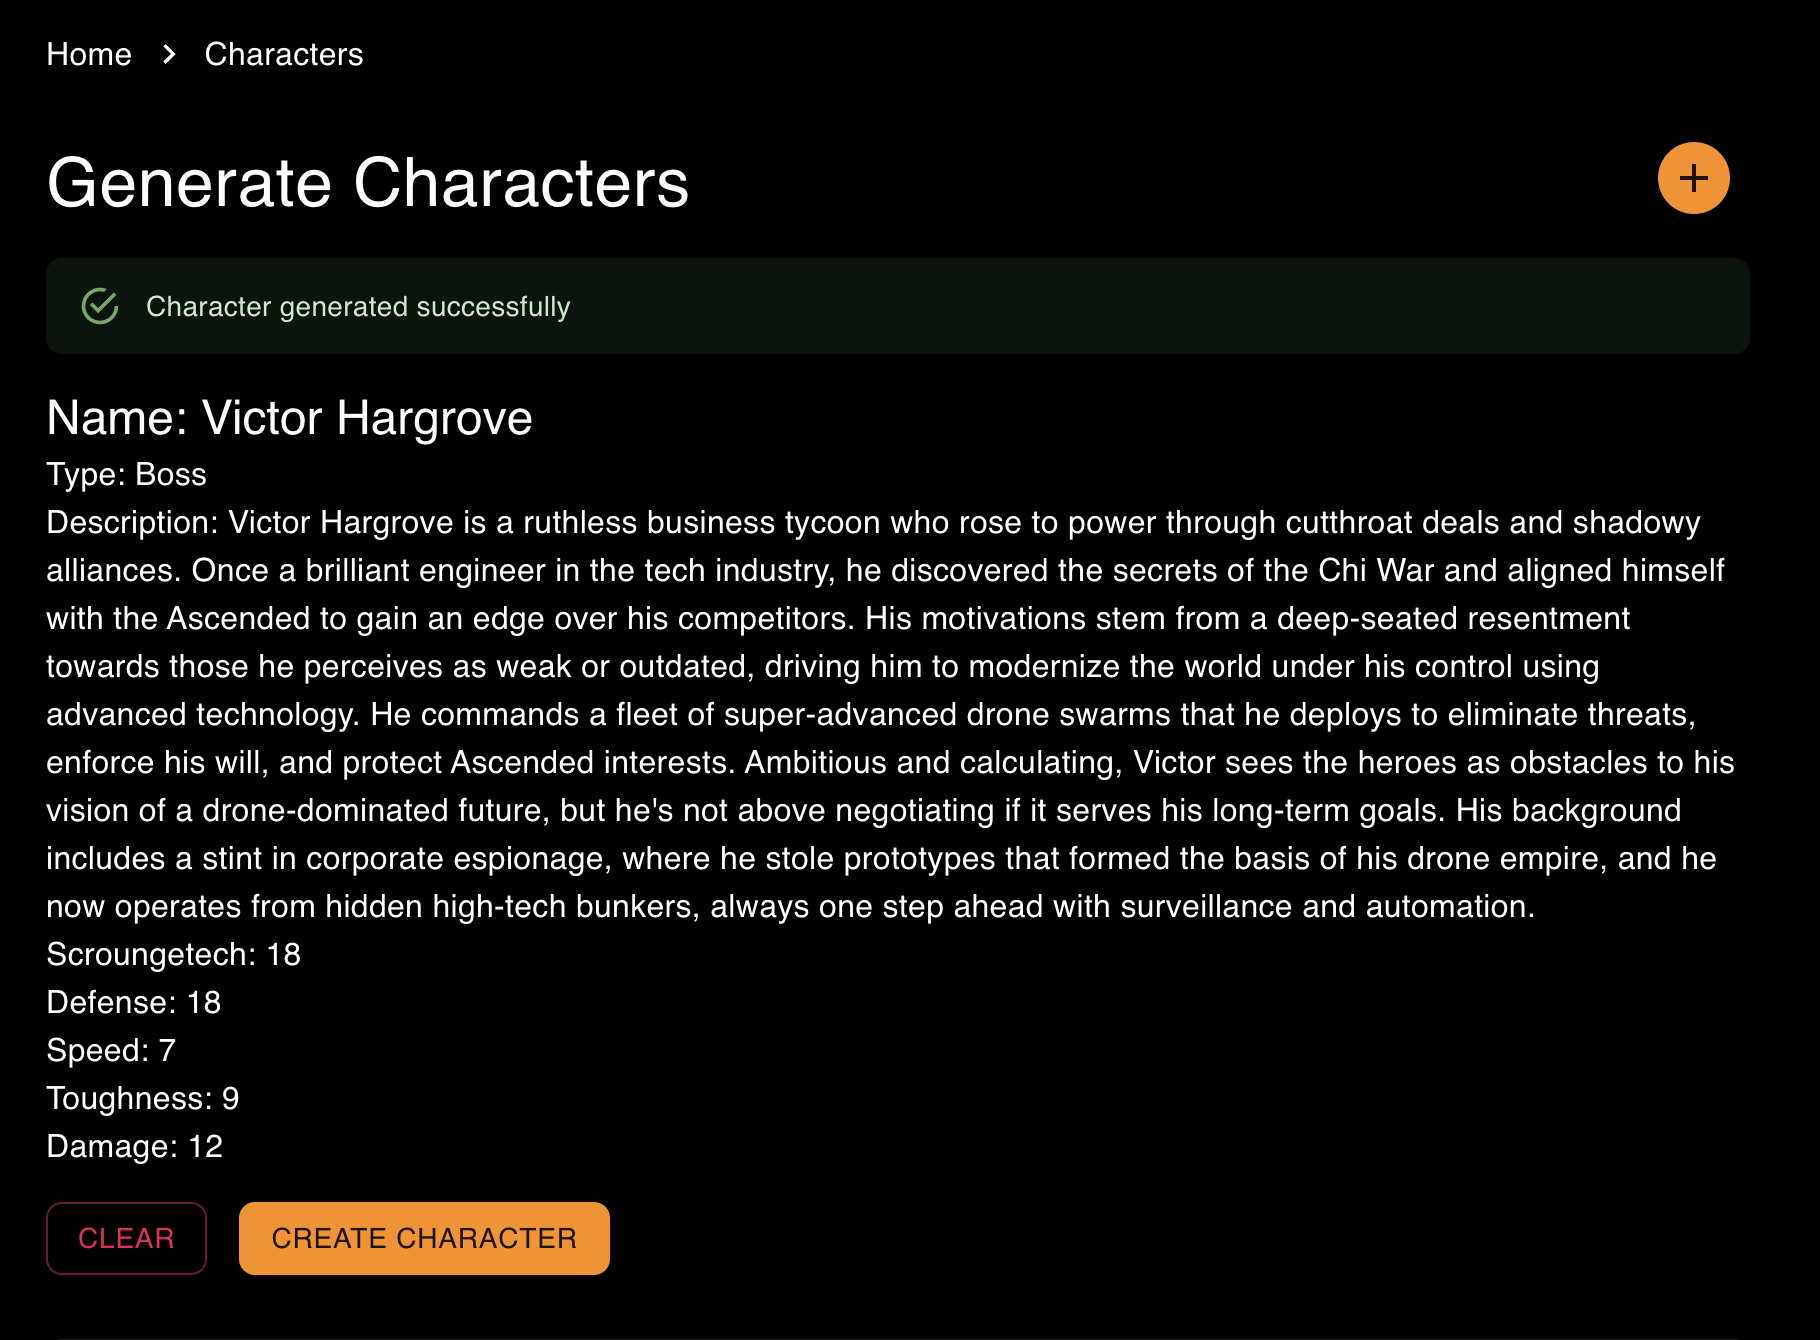 Home > Characters
Generate Characters
Character generated successfully
Name: Victor Hargrove
Type: Boss
Description: Victor Hargrove is a ruthless business tycoon who rose to power through cutthroat deals and shadowy
alliances. Once a brilliant engineer in the tech industry, he discovered the secrets of the Chi War and aligned himself
with the Ascended to gain an edge over his competitors. His motivations stem from a deep-seated resentment
towards those he perceives as weak or outdated, driving him to modernize the world under his control using
advanced technology. He commands a fleet of super-advanced drone swarms that he deploys to eliminate threats,
enforce his will, and protect Ascended interests. Ambitious and calculating, Victor sees the heroes as obstacles to his
vision of a drone-dominated future, but he's not above negotiating if it serves his long-term goals. His background
includes a stint in corporate espionage, where he stole prototypes that formed the basis of his drone empire, and he
now operates from hidden high-tech bunkers, always one step ahead with surveillance and automation.
Scroungetech: 18
Defense: 18
Speed: 7
Toughness: 9
Damage: 12
CLEAR CREATE CHARACTER